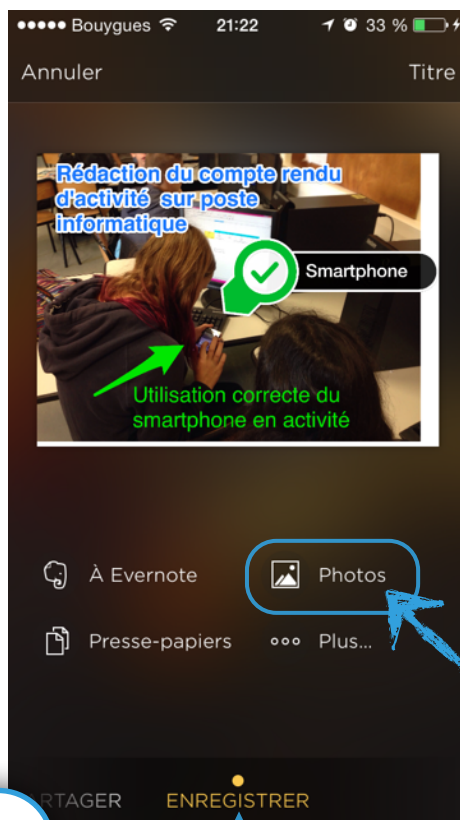 Bouygues 21:22 33 %
Annuler Titre
Rédaction du compte rendu
d'activité sur poste
informatique
Smartphone
Utilisation correcte du
smartphone en activité
À Evernote Photos
Presse-papiers Plus...
RTAGER ENREGISTRER